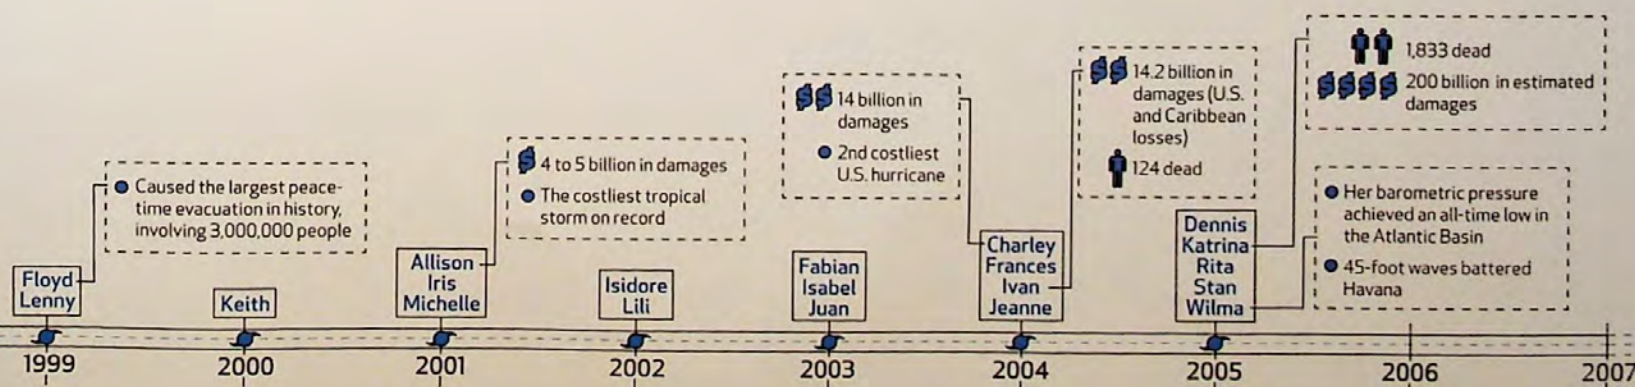 Caused the largest peace-
time evacuation in history,
involving 3,000,000 people
Floyd
Lenny
1999
Keith
2000
4 to 5 billion in damages
The costliest tropical
storm on record
Allison
Iris
Michelle
2001
Isidore
Lili
2002
Fabian
Isabel
Juan
2003
$$ 14 billion in
damages
2nd costliest
U.S. hurricane
Charley
Frances
Ivan
Jeanne
2004
$$ 14.2 billion in
damages (U.S.
and Caribbean
losses)
124 dead
1,833 dead
$$$$ 200 billion in estimated
damages
Dennis
Katrina
Rita
Stan
Wilma
2005
Her barometric pressure
achieved an all-time low in
the Atlantic Basin
45-foot waves battered
Havana
2006
2007